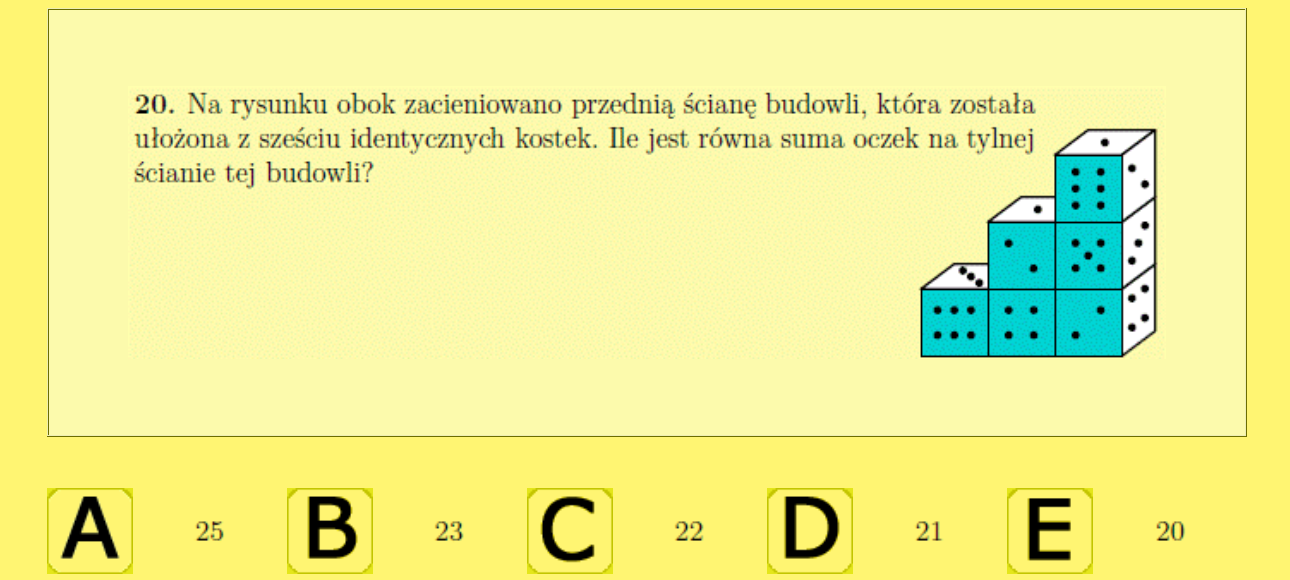 20. Na rysunku obok zacieniowano przednią ścianę budowli, która została
ułożona z sześciu identycznych kostek. Ile jest równa suma oczek na tylnej
ścianie tej budowli?
A 25 B 23 C 22 D 21 E 20